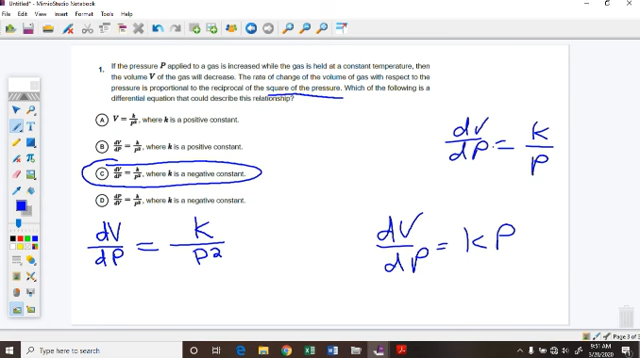 Untitled* - MimioStudio Notebook
File Edit View Insert Format Tools Help
1. If the pressure P applied to a gas is increased while the gas is held at a constant temperature, then
the volume V of the gas will decrease. The rate of change of the volume of gas with respect to the
pressure is proportional to the reciprocal of the square of the pressure. Which of the following is a
differential equation that could describe this relationship?
A V = k/P², where k is a positive constant.
B dV/dP = k/P², where k is a positive constant.
C dV/dP = k/P², where k is a negative constant.
D dP/dV = k/P², where k is a negative constant.
dV/dP = K/P
dV/dP = K/P²
dV/dP = KP
Page 3 of 3
Type here to search
9:51 AM
5/29/2020